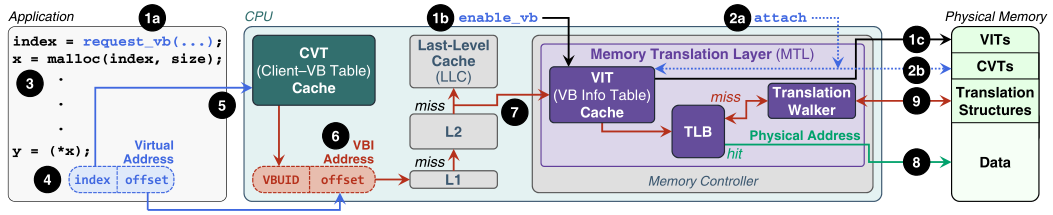 Application
1a
index = request_vb(...);
x = malloc(index, size);
3
.
.
.
y = (*x);
4
Virtual
Address
index
offset
CPU
5
CVT
(Client–VB Table)
Cache
6
VBI
Address
VBUID
offset
Last-Level
Cache
(LLC)
miss
L2
miss
L1
1b
enable_vb
2a
attach
7
Memory Translation Layer (MTL)
VIT
(VB Info Table)
Cache
miss
TLB
hit
Translation
Walker
Physical Address
Memory Controller
Physical Memory
1c
VITs
2b
CVTs
9
Translation
Structures
8
Data